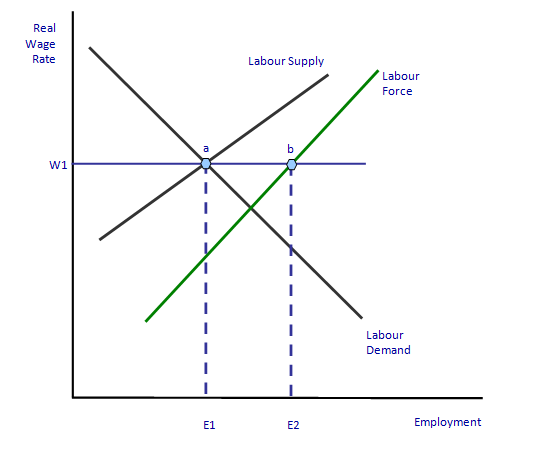 Real
Wage
Rate
Labour Supply
Labour
Force
a
b
W1
Labour
Demand
E1
E2
Employment